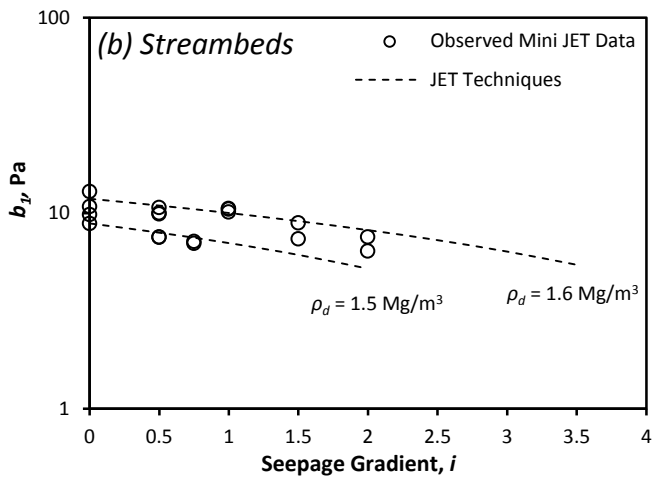 100
(b) Streambeds
Observed Mini JET Data
JET Techniques
b₁, Pa
10
ρd = 1.5 Mg/m³
ρd = 1.6 Mg/m³
1
0 0.5 1 1.5 2 2.5 3 3.5 4
Seepage Gradient, i